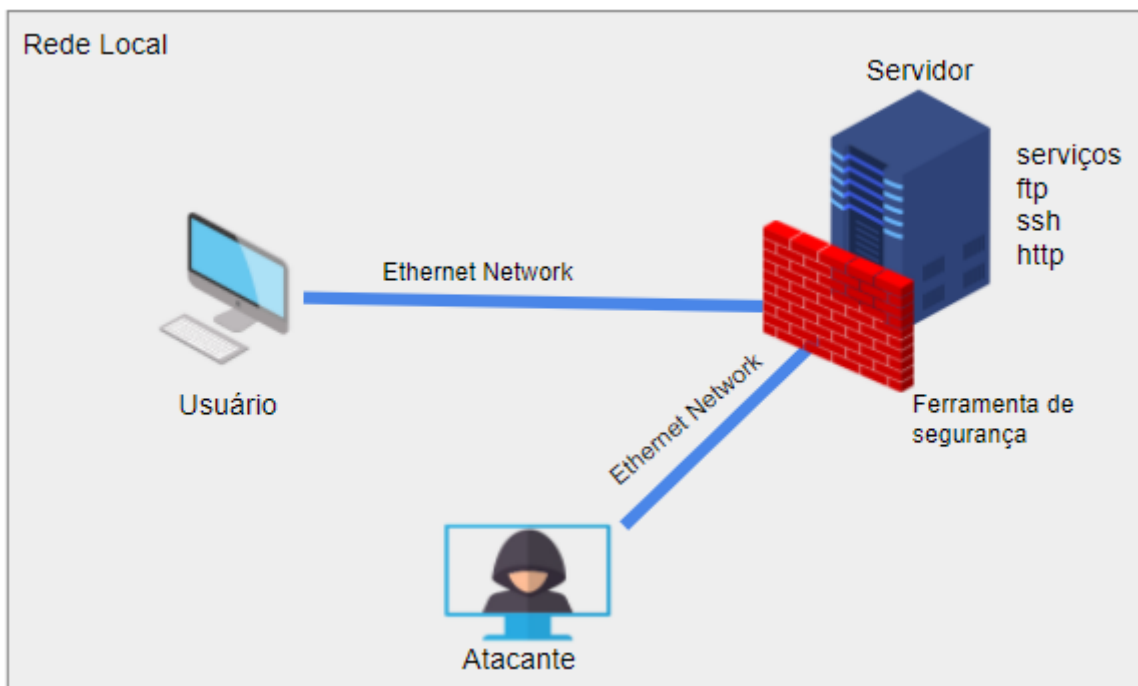 Rede Local
Servidor
serviços
ftp
ssh
http
Ethernet Network
Usuário
Ethernet Network
Ferramenta de
segurança
Atacante